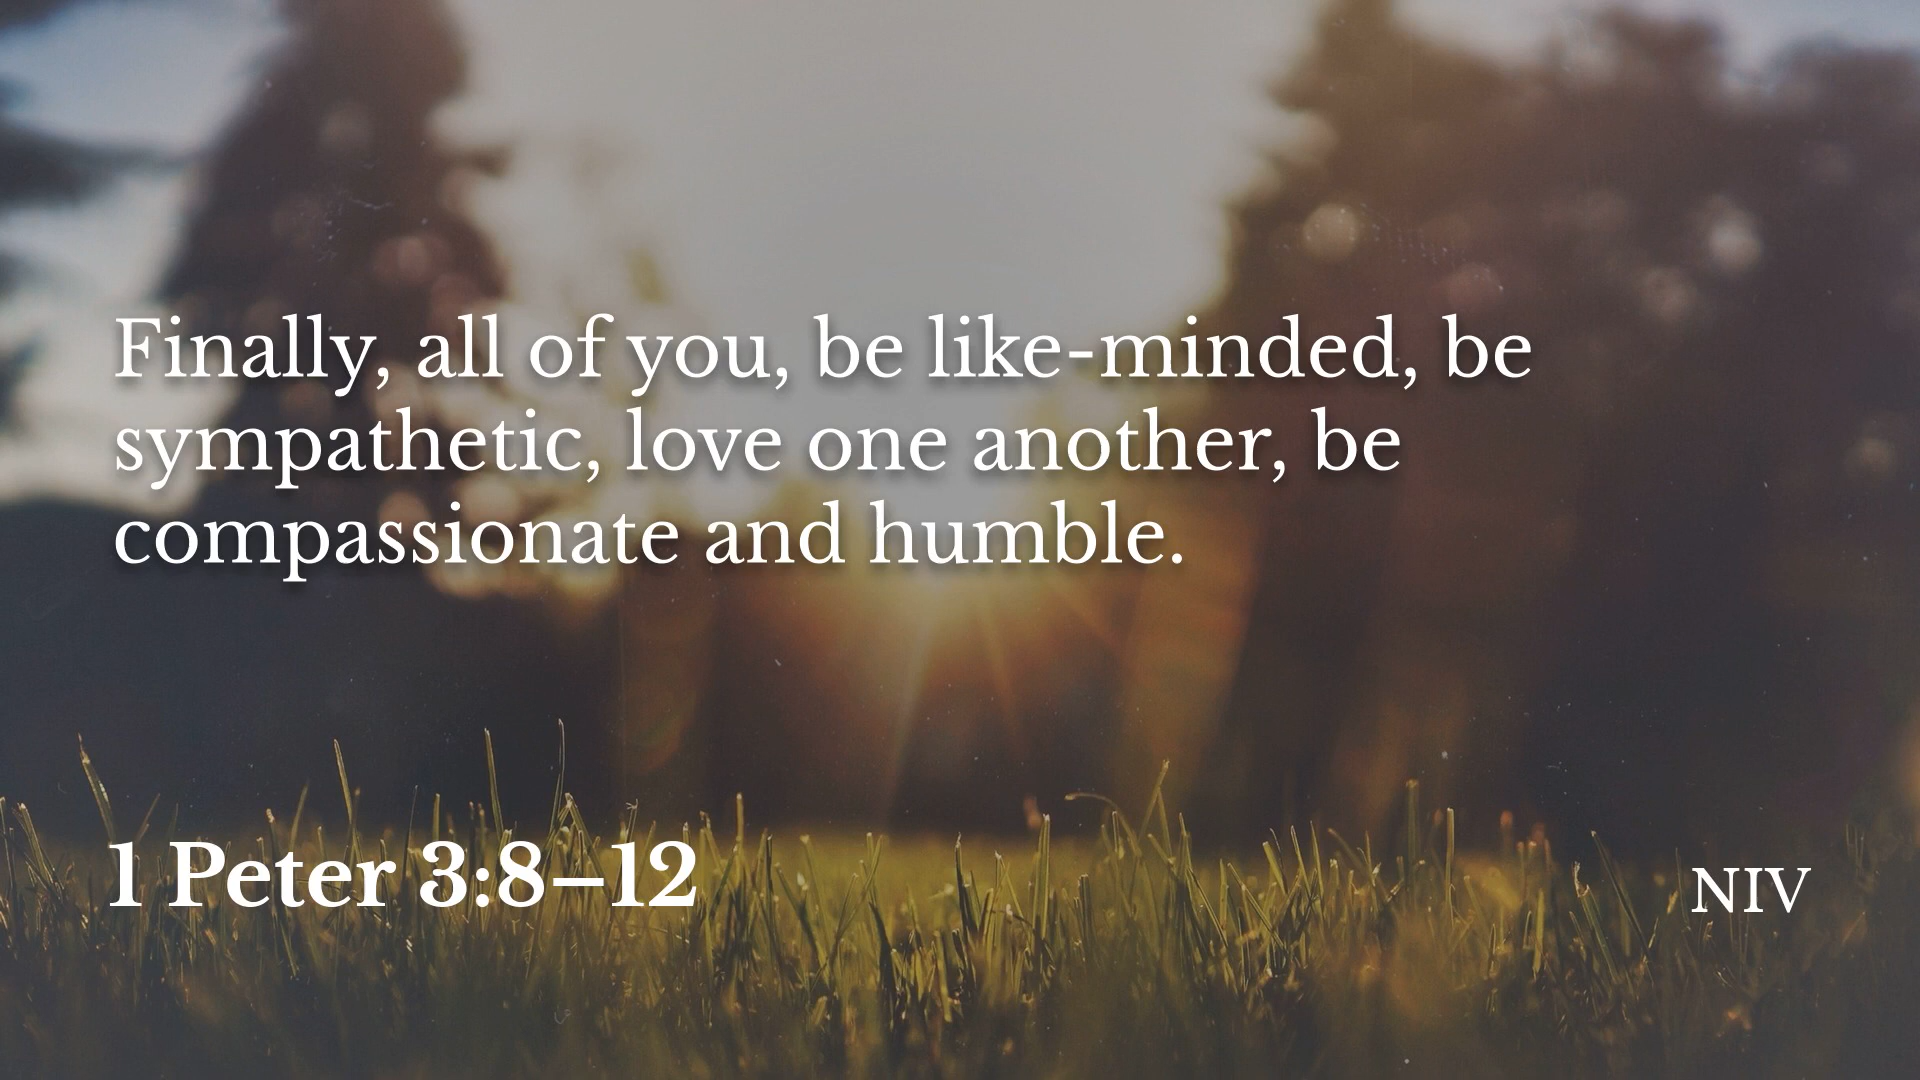 Finally, all of you, be like-minded, be
sympathetic, love one another, be
compassionate and humble.
1 Peter 3:8–12
NIV